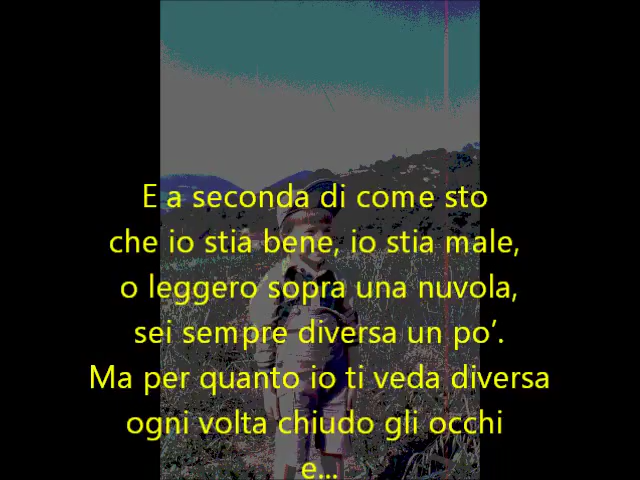 E a seconda di come sto
che io stia bene, io stia male,
o leggero sopra una nuvola,
sei sempre diversa un po’.
Ma per quanto io ti veda diversa
ogni volta chiudo gli occhi
e...